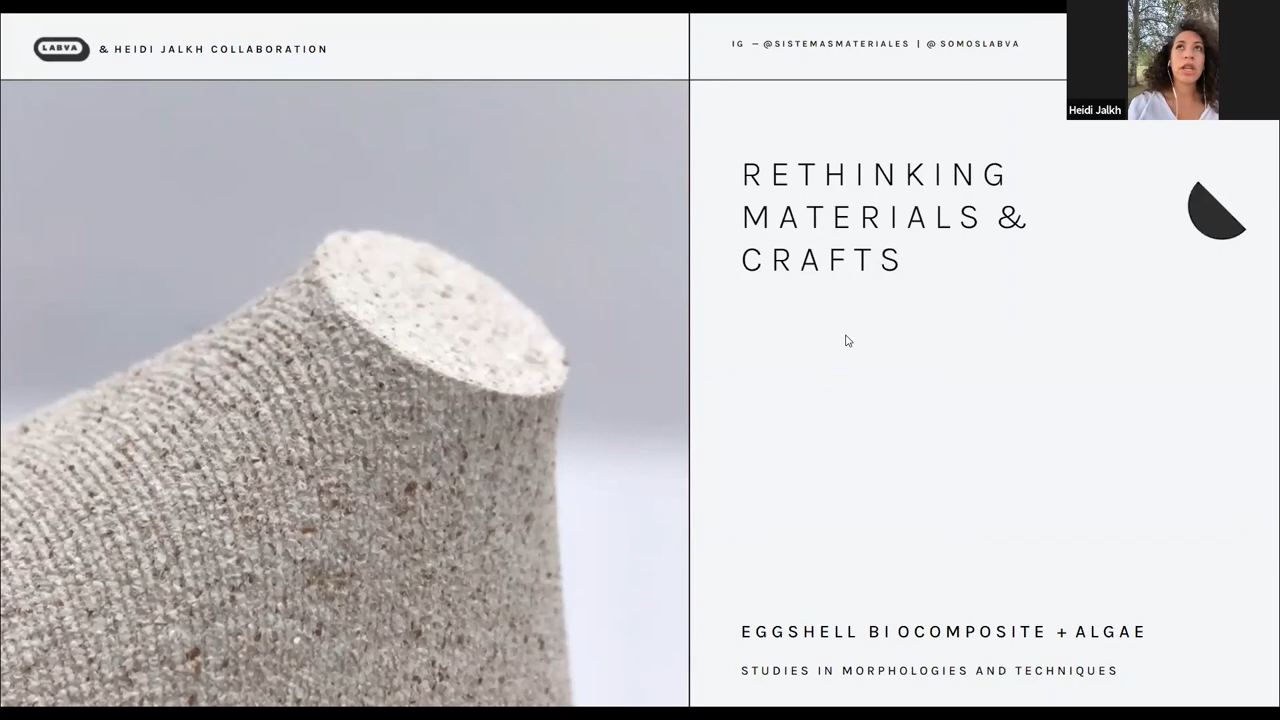 LABVA & HEIDI JALKH COLLABORATION
IG — @SISTEMASMATERIALES | @SOMOSLABVA
Heidi Jalkh
RETHINKING
MATERIALS &
CRAFTS
EGGSHELL BIOCOMPOSITE + ALGAE
STUDIES IN MORPHOLOGIES AND TECHNIQUES